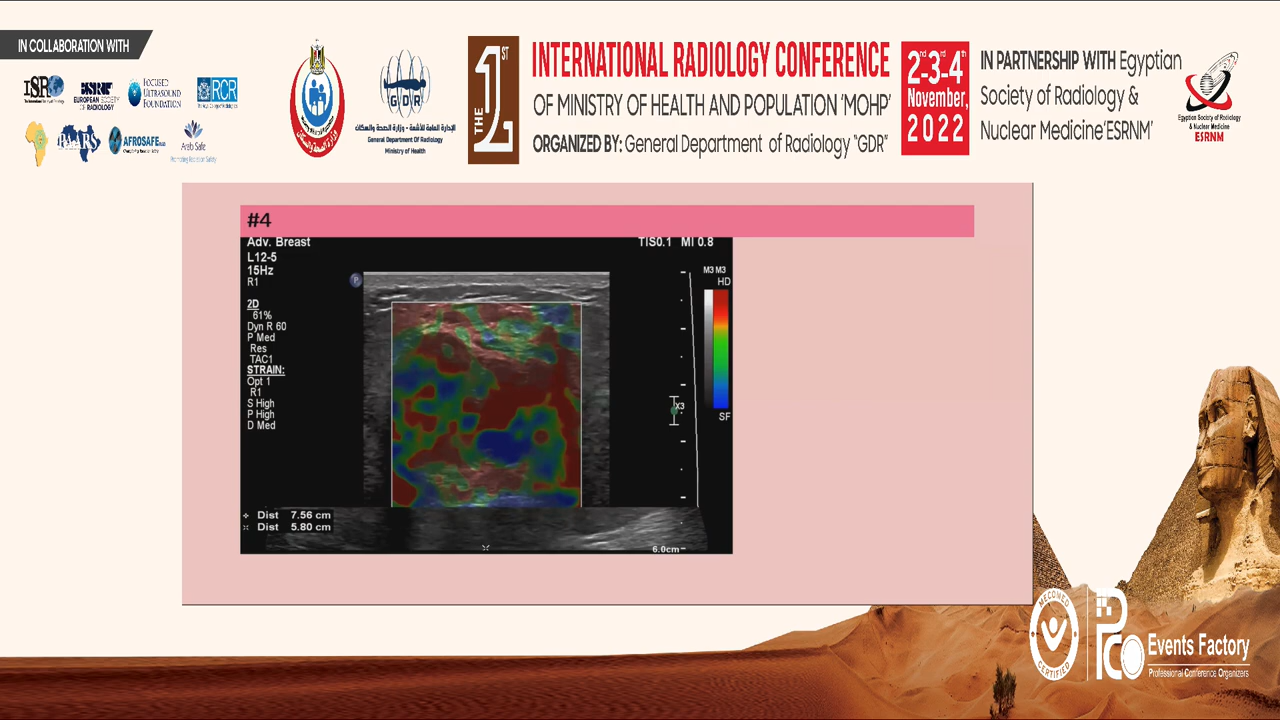 IN COLLABORATION WITH
ISR
EUROPEAN SOCIETY
OF RADIOLOGY
FOCUSED
ULTRASOUND
FOUNDATION
RCR
AFROSAFE
Arab Safe
GDR
الإدارة العامة للأشعة - وزارة الصحة والسكان
General Department Of Radiology
Ministry of Health
THE 1ST
INTERNATIONAL RADIOLOGY CONFERENCE
OF MINISTRY OF HEALTH AND POPULATION 'MOHP'
ORGANIZED BY: General Department of Radiology "GDR"
2nd-3rd-4th
November,
2022
IN PARTNERSHIP WITH Egyptian
Society of Radiology &
Nuclear Medicine'ESRNM'
Egyptian Society of Radiology
& Nuclear Medicine
ESRNM
#4
Adv. Breast
TIS0.1 MI 0.8
L12-5
15Hz
R1
M3 M3
HD
P
2D
61%
Dyn R 60
P Med
Res
TAC1
STRAIN:
Opt 1
R1
S High
P High
D Med
X3
SF
Dist 7.56 cm
Dist 5.80 cm
6.0cm
MECOMED
CERTIFIED
PCO
Events Factory
Professional Conference Organizers